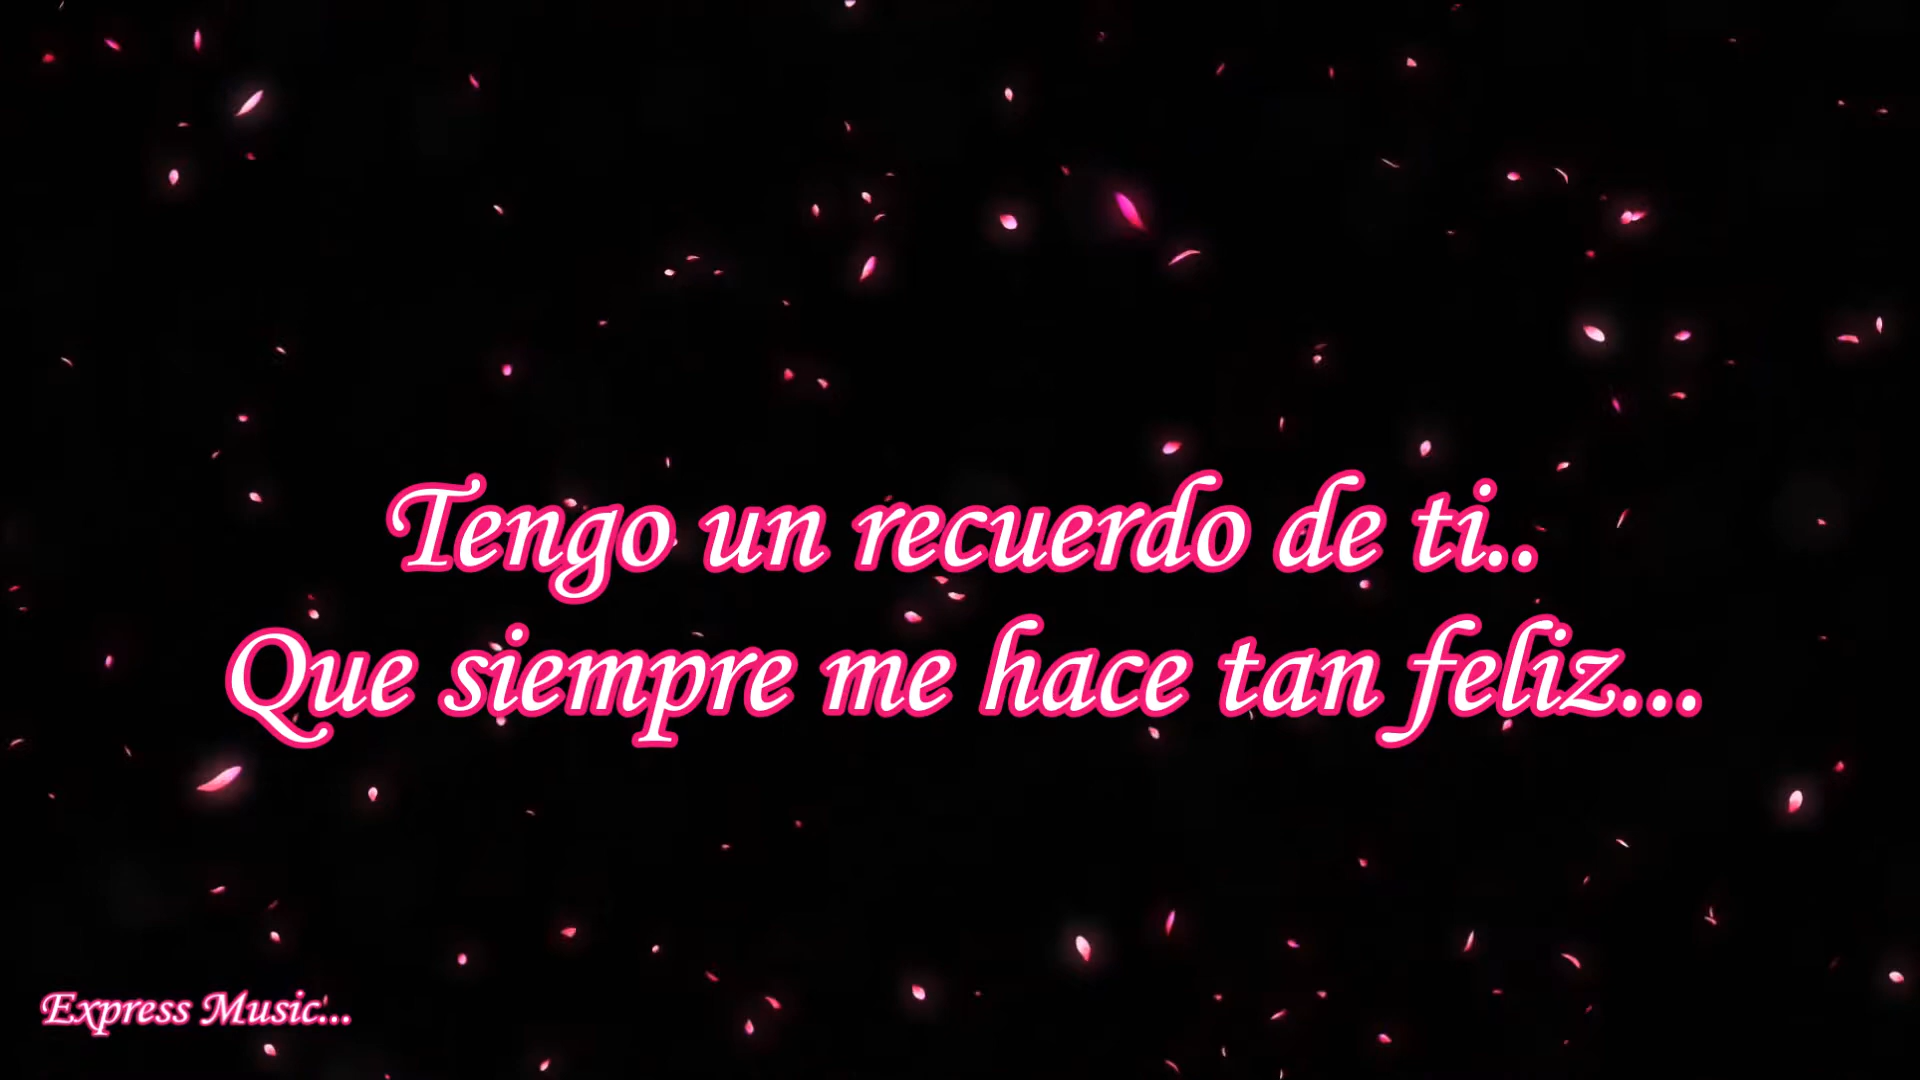 Tengo un recuerdo de ti..
Que siempre me hace tan feliz...
Express Music...